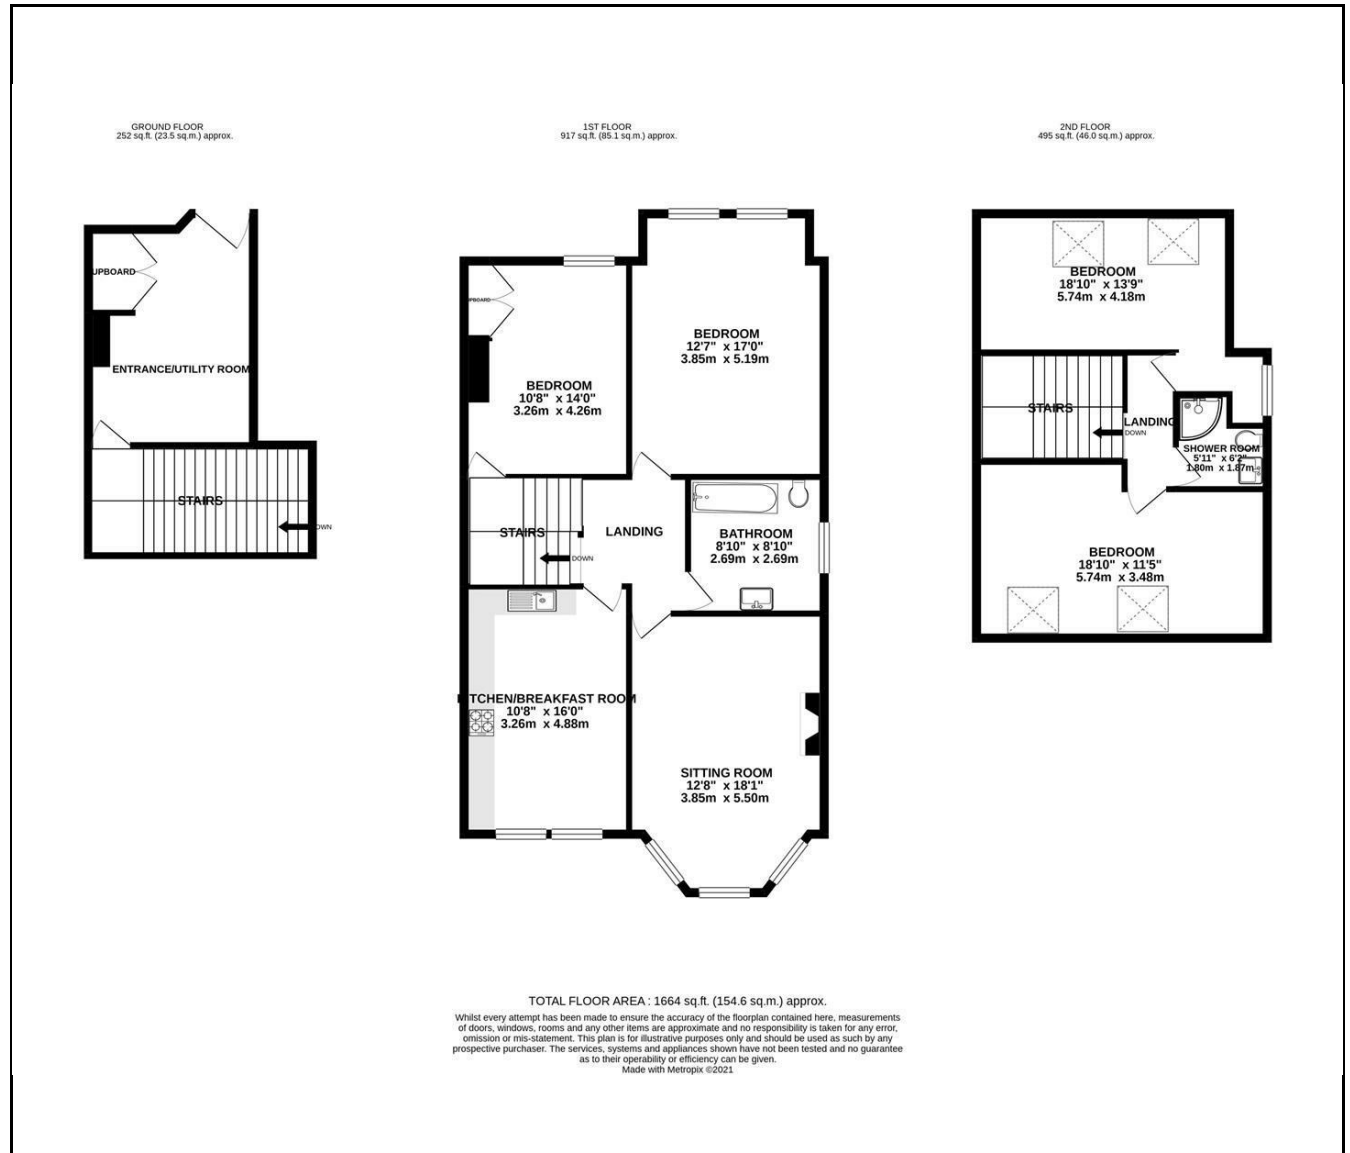 GROUND FLOOR
252 sq.ft. (23.5 sq.m.) approx.
UPBOARD
ENTRANCE/UTILITY ROOM
STAIRS
DOWN
1ST FLOOR
917 sq.ft. (85.1 sq.m.) approx.
UPBOARD
BEDROOM
10'8" x 14'0"
3.26m x 4.26m
BEDROOM
12'7" x 17'0"
3.85m x 5.19m
STAIRS
DOWN
LANDING
BATHROOM
8'10" x 8'10"
2.69m x 2.69m
KITCHEN/BREAKFAST ROOM
10'8" x 16'0"
3.26m x 4.88m
SITTING ROOM
12'8" x 18'1"
3.85m x 5.50m
2ND FLOOR
495 sq.ft. (46.0 sq.m.) approx.
BEDROOM
18'10" x 13'9"
5.74m x 4.18m
STAIRS
LANDING
DOWN
SHOWER ROOM
5'11" x 6'2"
1.80m x 1.87m
BEDROOM
18'10" x 11'5"
5.74m x 3.48m
TOTAL FLOOR AREA : 1664 sq.ft. (154.6 sq.m.) approx.
Whilst every attempt has been made to ensure the accuracy of the floorplan contained here, measurements
of doors, windows, rooms and any other items are approximate and no responsibility is taken for any error,
omission or mis-statement. This plan is for illustrative purposes only and should be used as such by any
prospective purchaser. The services, systems and appliances shown have not been tested and no guarantee
as to their operability or efficiency can be given.
Made with Metropix ©2021